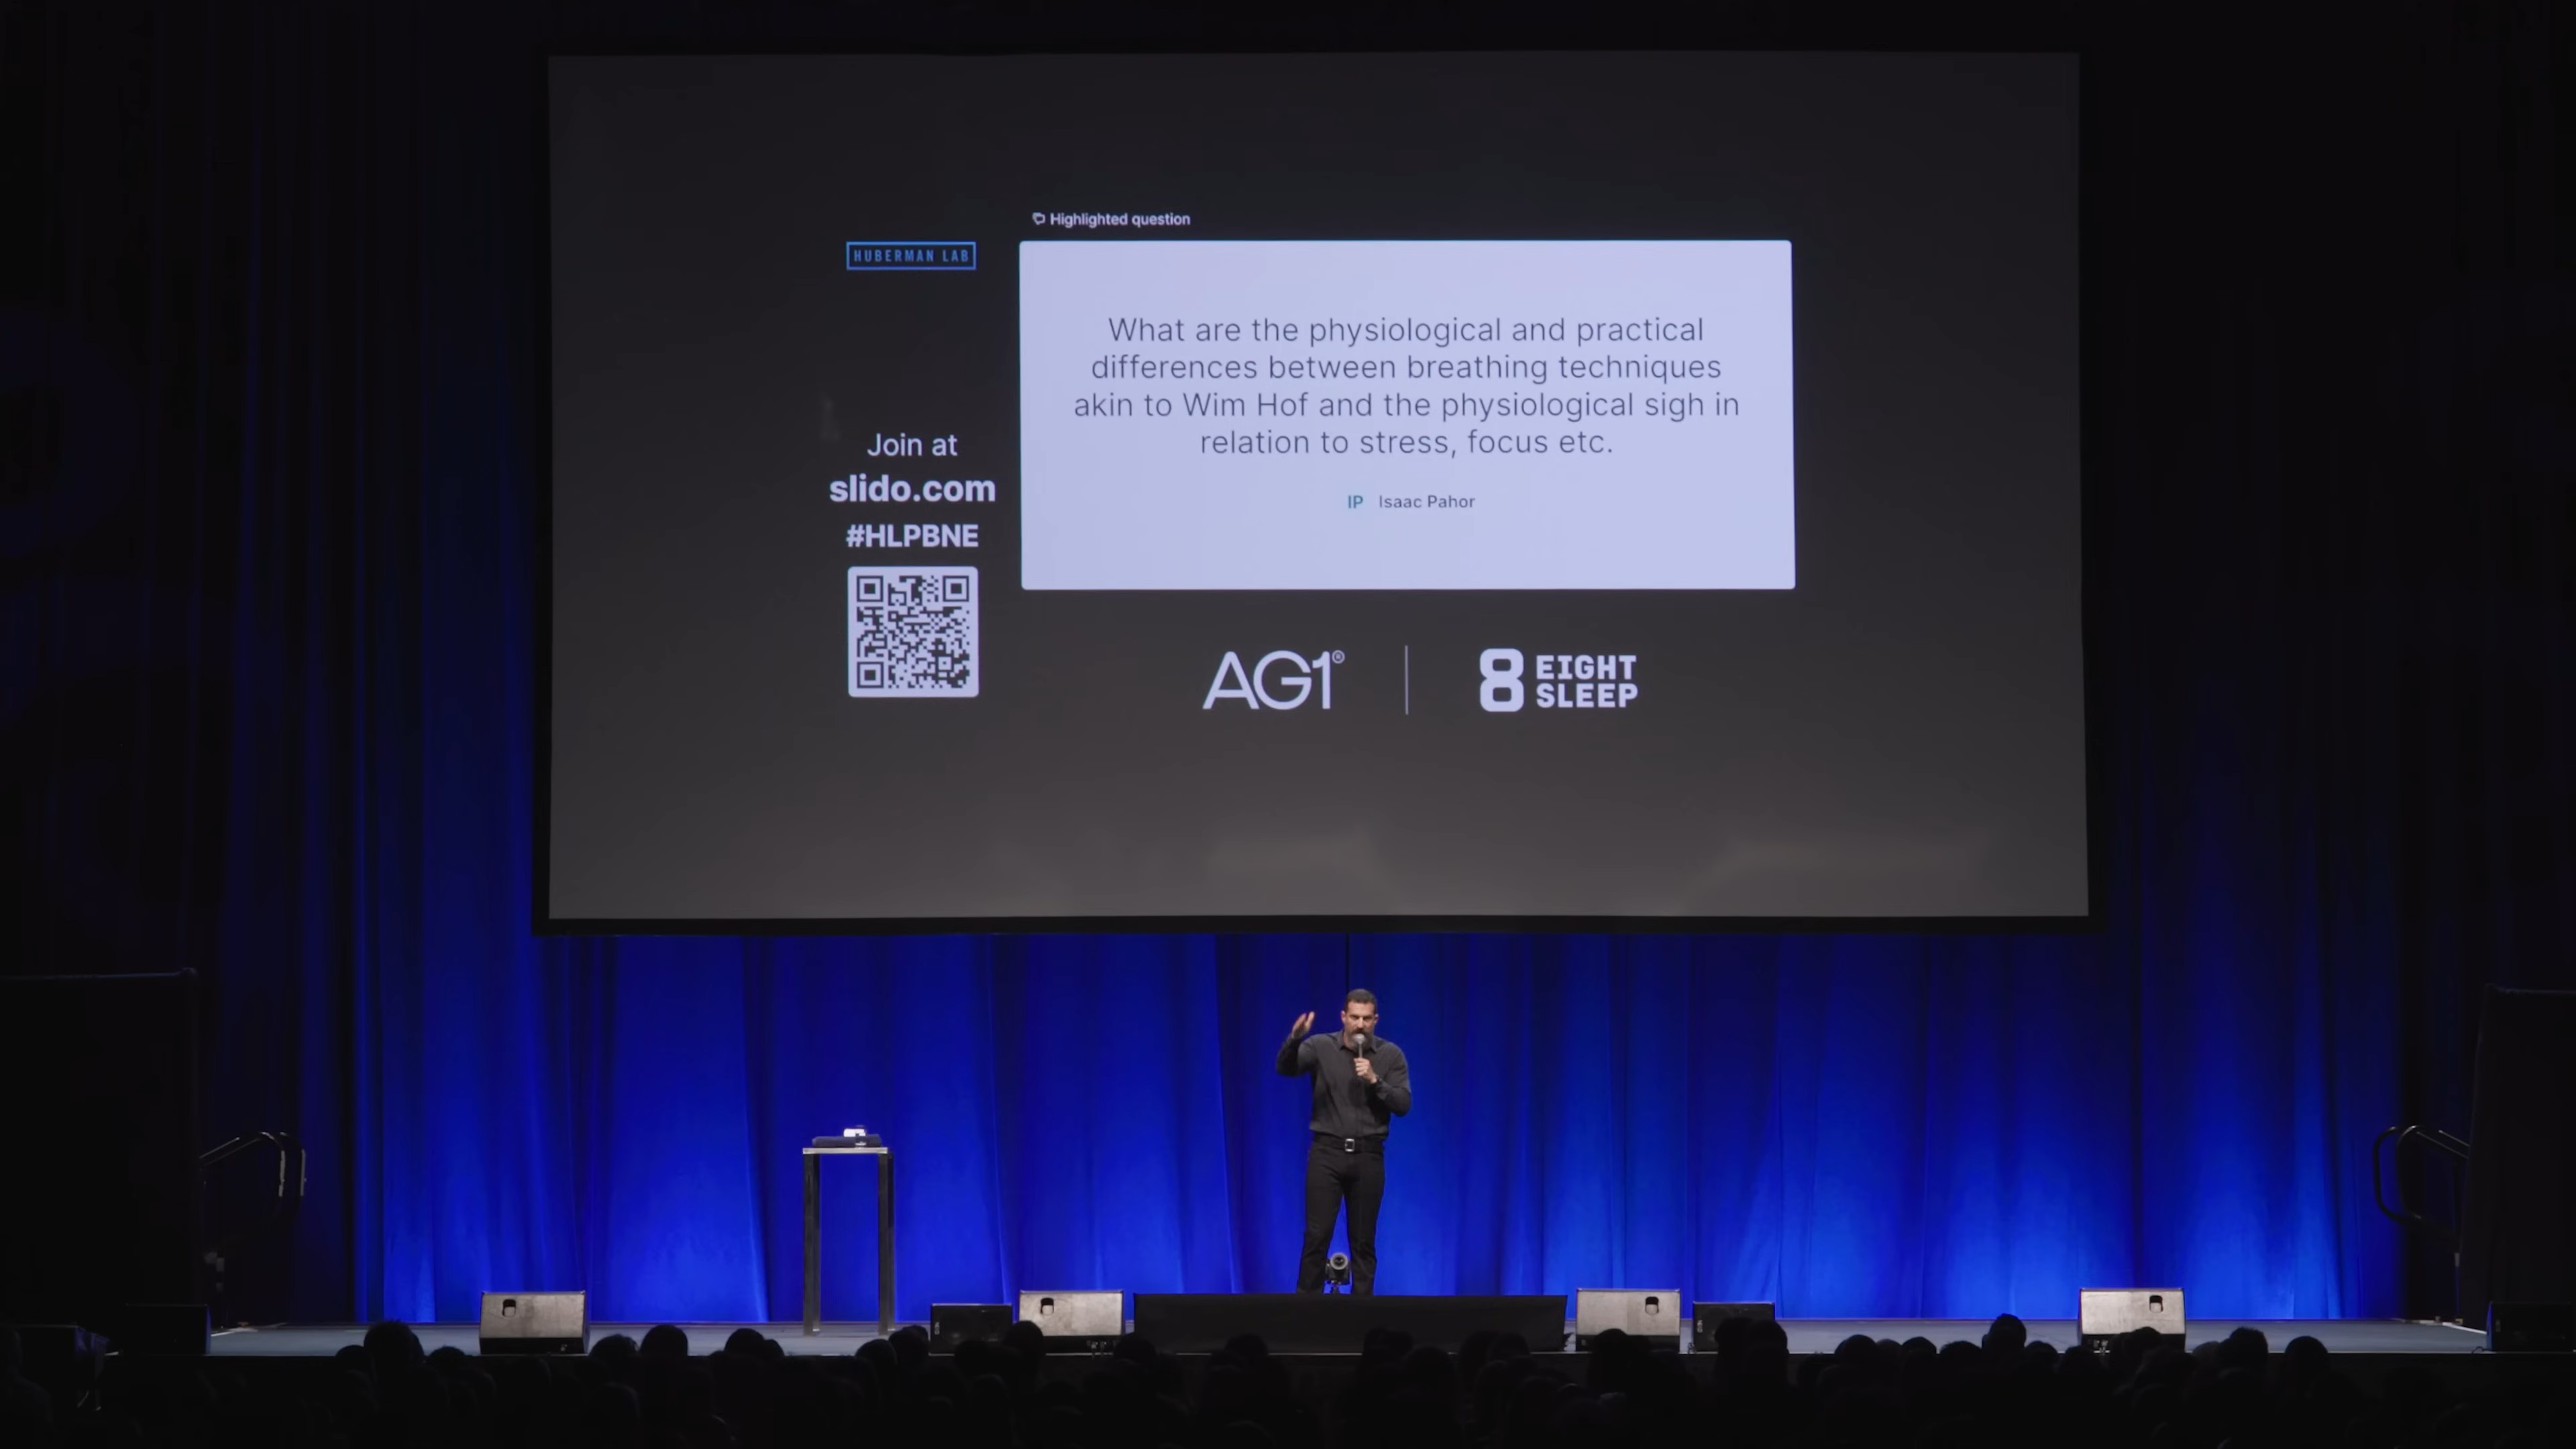 Highlighted question
HUBERMAN LAB
What are the physiological and practical
differences between breathing techniques
akin to Wim Hof and the physiological sigh in
relation to stress, focus etc.
IP Isaac Pahor
Join at
slido.com
#HLPBNE
AG1®
8 EIGHT
SLEEP